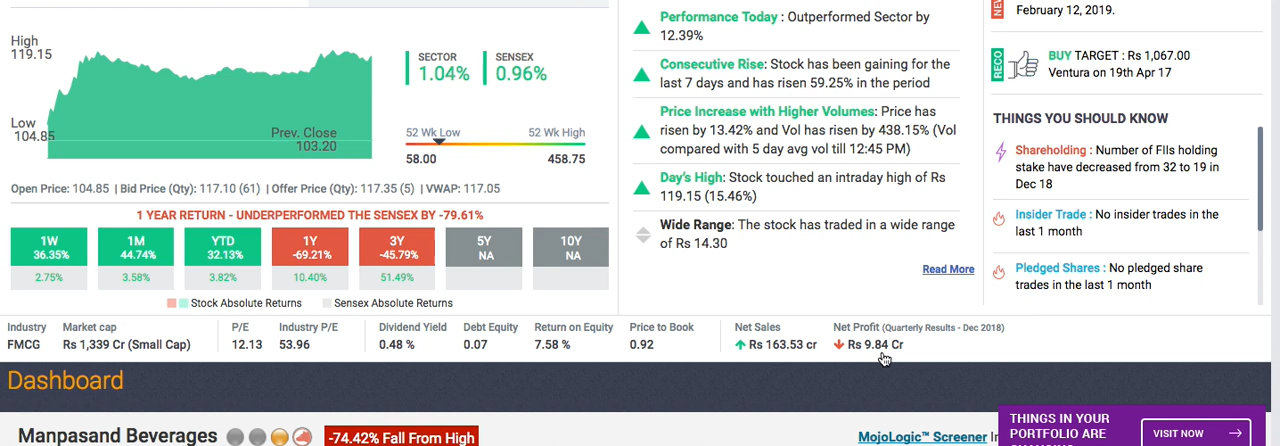 High
119.15
Low
104.85
Prev. Close
103.20
SECTOR
1.04%
SENSEX
0.96%
52 Wk Low
52 Wk High
58.00
458.75
Open Price: 104.85 | Bid Price (Qty): 117.10 (61) | Offer Price (Qty): 117.35 (5) | VWAP: 117.05
1 YEAR RETURN - UNDERPERFORMED THE SENSEX BY -79.61%
1W 1M YTD 1Y 3Y 5Y 10Y
36.35% 44.74% 32.13% -69.21% -45.79% NA NA
2.75% 3.58% 3.82% 10.40% 51.49%
Stock Absolute Returns Sensex Absolute Returns
Performance Today : Outperformed Sector by
12.39%
Consecutive Rise: Stock has been gaining for the
last 7 days and has risen 59.25% in the period
Price Increase with Higher Volumes: Price has
risen by 13.42% and Vol has risen by 438.15% (Vol
compared with 5 day avg vol till 12:45 PM)
Day's High: Stock touched an intraday high of Rs
119.15 (15.46%)
Wide Range: The stock has traded in a wide range
of Rs 14.30
Read More
February 12, 2019.
RECO
BUY TARGET : Rs 1,067.00
Ventura on 19th Apr 17
THINGS YOU SHOULD KNOW
Shareholding : Number of FIIs holding
stake have decreased from 32 to 19 in
Dec 18
Insider Trade : No insider trades in the
last 1 month
Pledged Shares : No pledged share
trades in the last 1 month
Industry Market cap P/E Industry P/E Dividend Yield Debt Equity Return on Equity Price to Book Net Sales Net Profit (Quarterly Results - Dec 2018)
FMCG Rs 1,339 Cr (Small Cap) 12.13 53.96 0.48 % 0.07 7.58 % 0.92 Rs 163.53 cr Rs 9.84 Cr
Dashboard
Manpasand Beverages
-74.42% Fall From High
MojoLogic™ Screener
THINGS IN YOUR
PORTFOLIO ARE
VISIT NOW